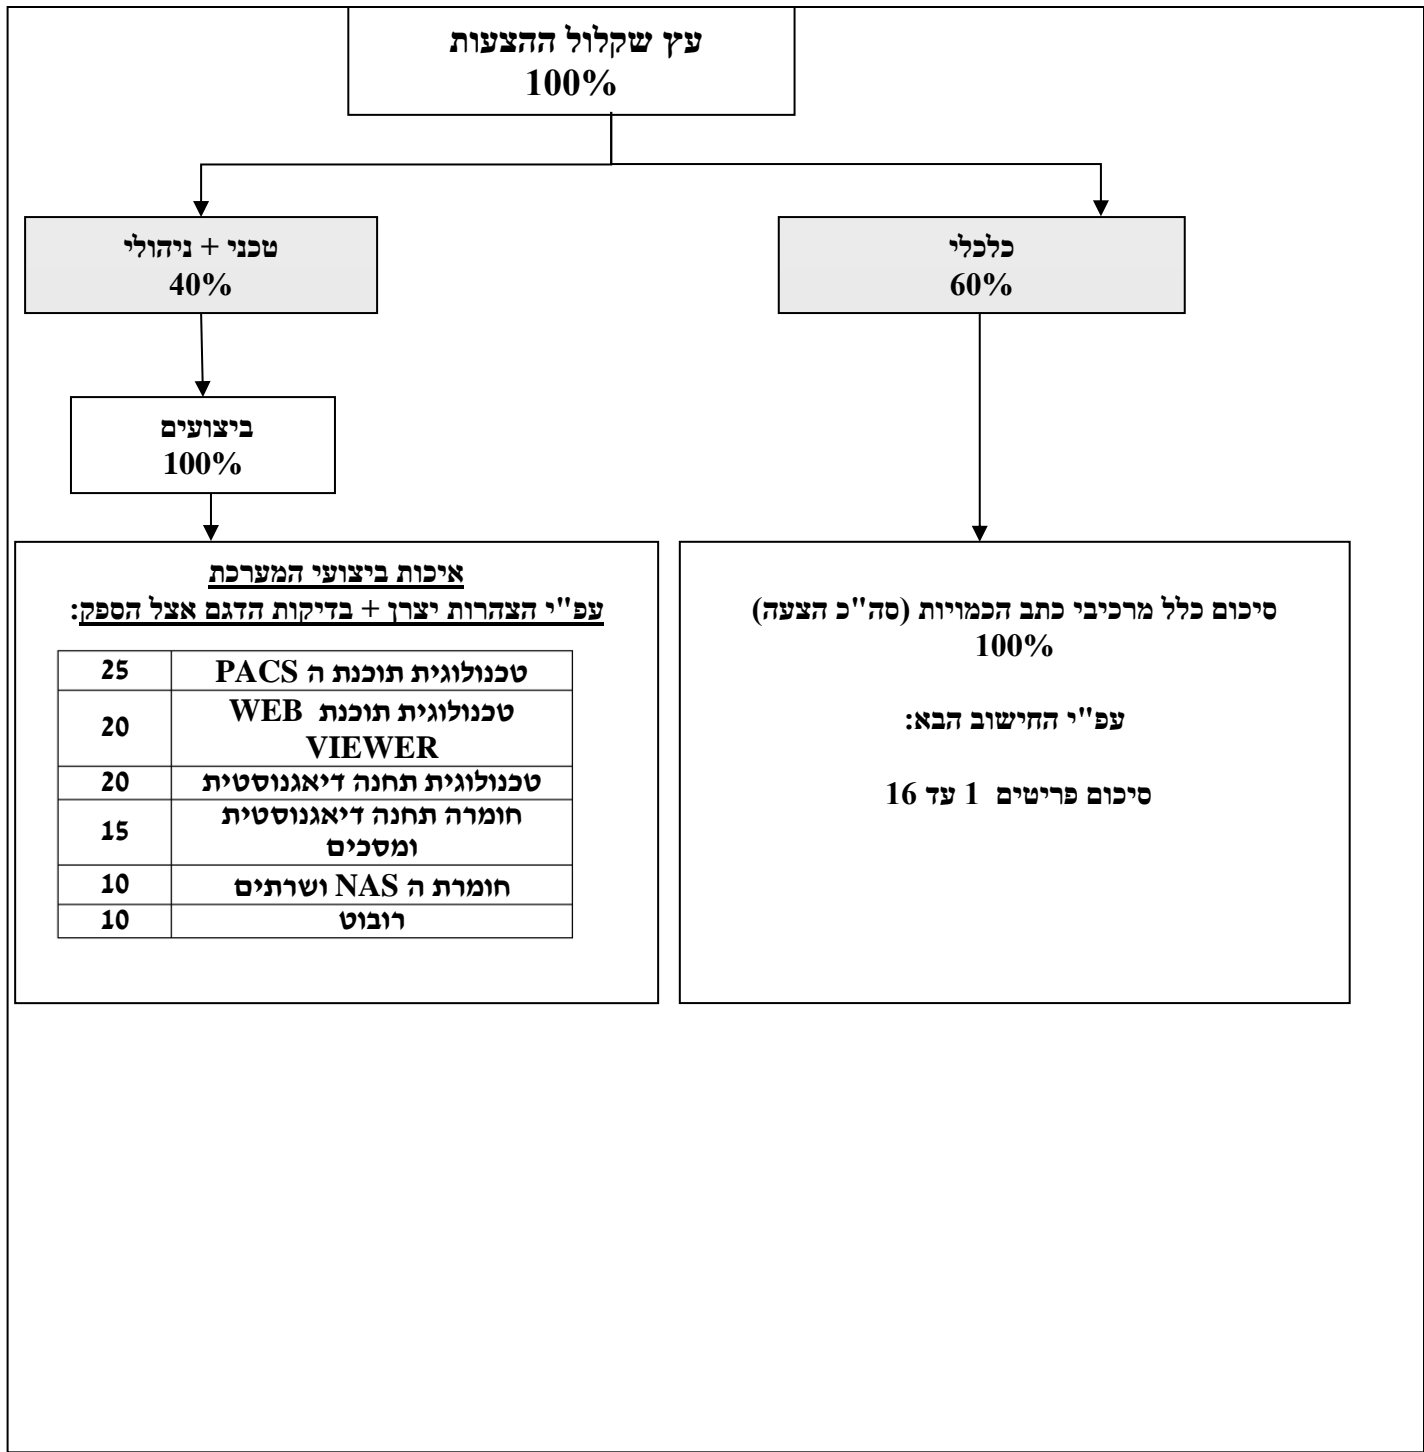 עץ שקלול ההצעות
100%
כלכלי
60%
טכני + ניהולי
40%
ביצועים
100%
סיכום כלל מרכיבי כתב הכמויות (סה"כ הצעה)
100%
עפ"י החישוב הבא:
סיכום פריטים 1 עד 16
איכות ביצועי המערכת
עפ"י הצהרות יצרן + בדיקות הדגם אצל הספק:
טכנולוגית תוכנת ה PACS 25
טכנולוגית תוכנת WEB
VIEWER 20
טכנולוגית תחנה דיאגנוסטית 20
חומרה תחנה דיאגנוסטית
ומסכים 15
חומרת ה NAS ושרתים 10
רובוט 10